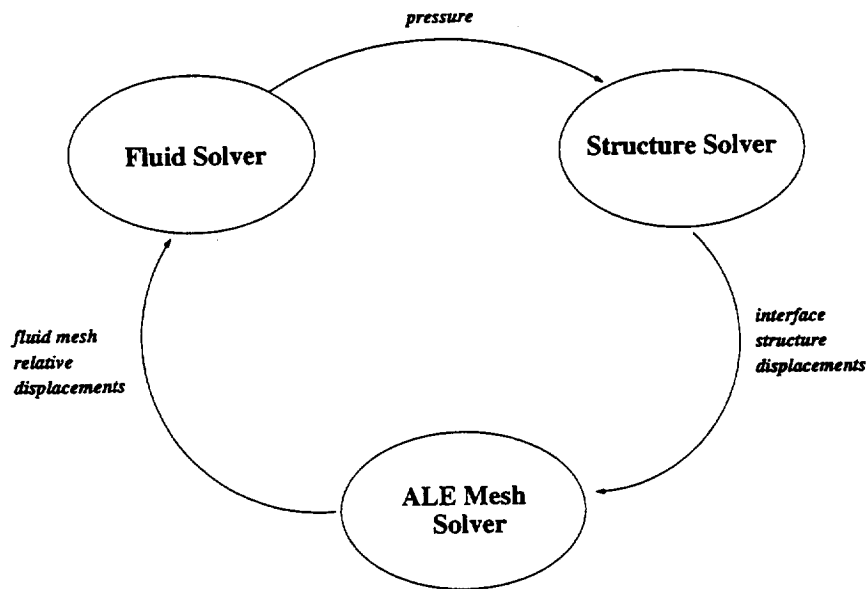 pressure
Fluid Solver
Structure Solver
fluid mesh
relative
displacements
interface
structure
displacements
ALE Mesh
Solver